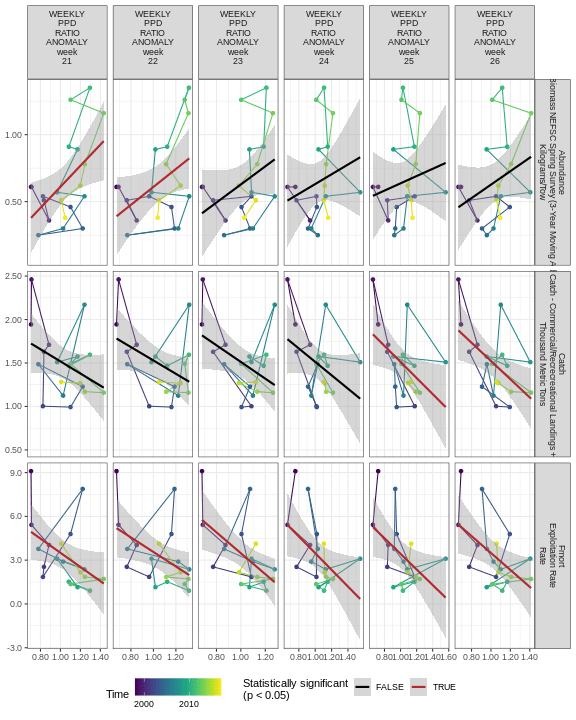 WEEKLY
PPD
RATIO
ANOMALY
week
21
WEEKLY
PPD
RATIO
ANOMALY
week
22
WEEKLY
PPD
RATIO
ANOMALY
week
23
WEEKLY
PPD
RATIO
ANOMALY
week
24
WEEKLY
PPD
RATIO
ANOMALY
week
25
WEEKLY
PPD
RATIO
ANOMALY
week
26
1.00
0.50
Abundance
Biomass NEFSC Spring Survey (3-Year Moving A
Kilograms/Tow
2.50
2.00
1.50
1.00
0.50
Catch
l Catch - Commercial/Recreational Landings +
Thousand Metric Tons
9.0
6.0
3.0
0.0
-3.0
Fmort
Exploitation Rate
Rate
0.80 1.00 1.20 1.40
0.80 1.00 1.20
0.80 1.00 1.20
0.80 1.00 1.20 1.40
0.80 1.00 1.20 1.40 1.60
0.80 1.00 1.20 1.40
Time
2000 2010
Statistically significant
(p < 0.05)
FALSE
TRUE